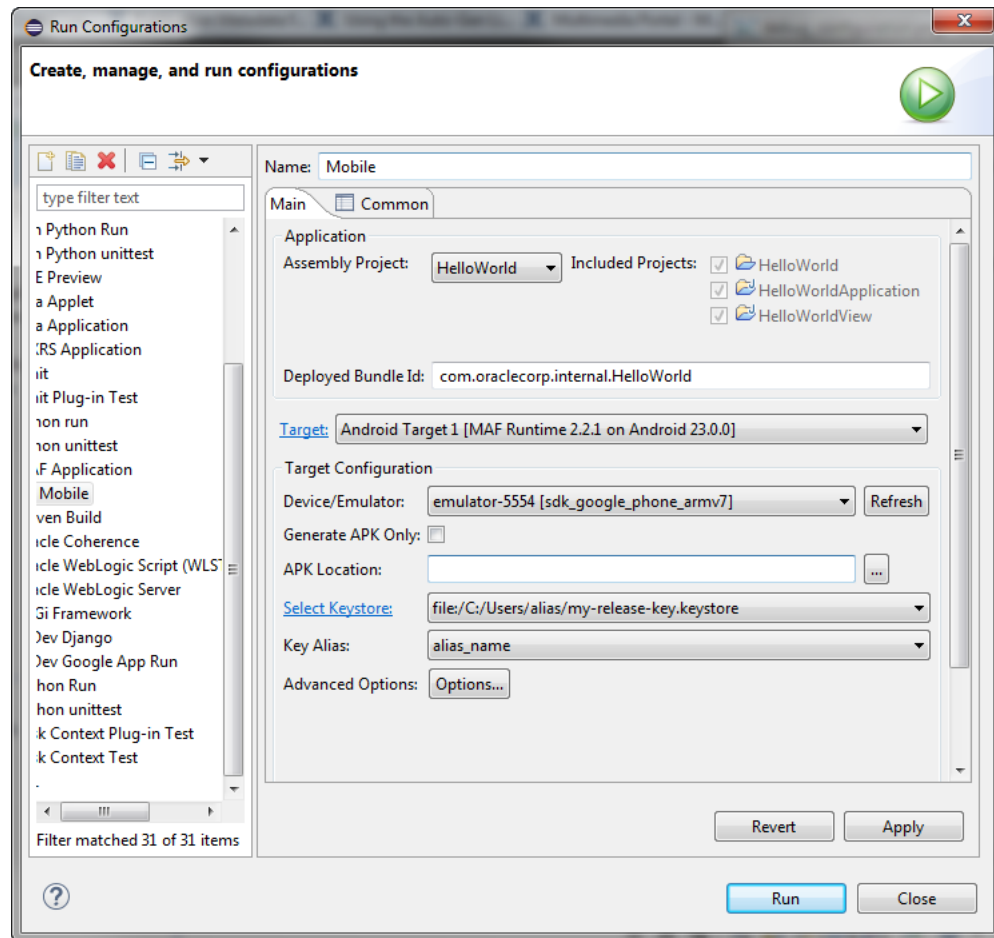 Run Configurations
Create, manage, and run configurations
type filter text
n Python Run
n Python unittest
E Preview
a Applet
a Application
RS Application
it
it Plug-in Test
hon run
hon unittest
F Application
Mobile
ven Build
cle Coherence
cle WebLogic Script (WLST
cle WebLogic Server
Gi Framework
Dev Django
Dev Google App Run
hon Run
hon unittest
k Context Plug-in Test
k Context Test
Filter matched 31 of 31 items
Name: Mobile
Main Common
Application
Assembly Project: HelloWorld Included Projects: HelloWorld
HelloWorldApplication
HelloWorldView
Deployed Bundle Id: com.oraclecorp.internal.HelloWorld
Target: Android Target 1 [MAF Runtime 2.2.1 on Android 23.0.0]
Target Configuration
Device/Emulator: emulator-5554 [sdk_google_phone_armv7] Refresh
Generate APK Only:
APK Location: ...
Select Keystore: file:/C:/Users/alias/my-release-key.keystore
Key Alias: alias_name
Advanced Options: Options...
Revert Apply
? Run Close